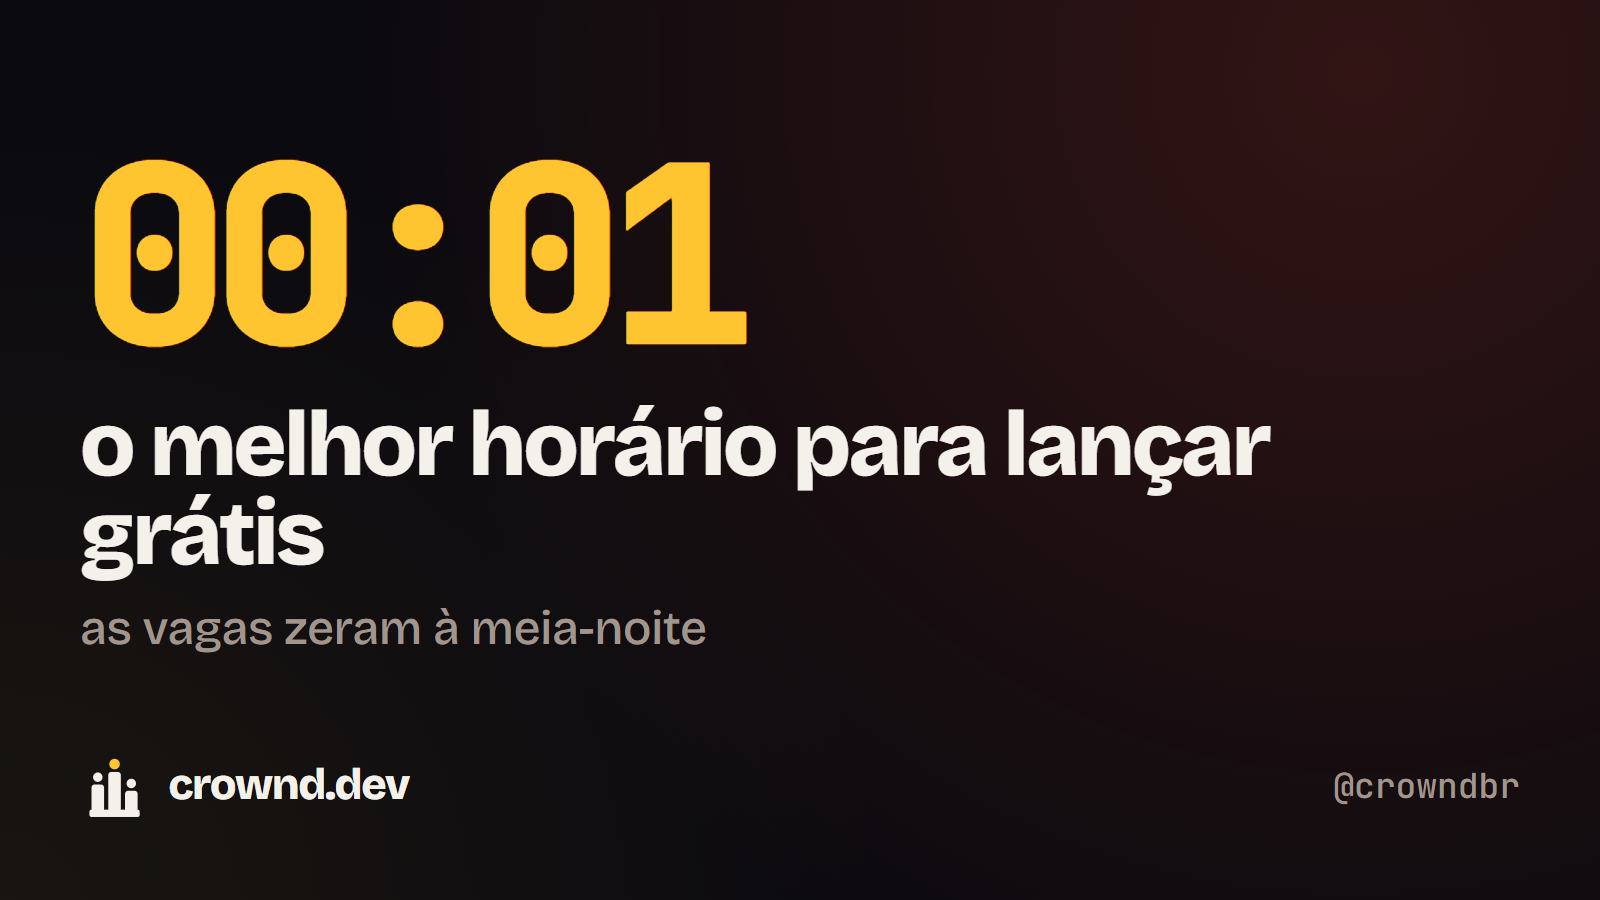 00:01
o melhor horário para lançar
grátis
as vagas zeram à meia-noite
crownd.dev
@crowndbr